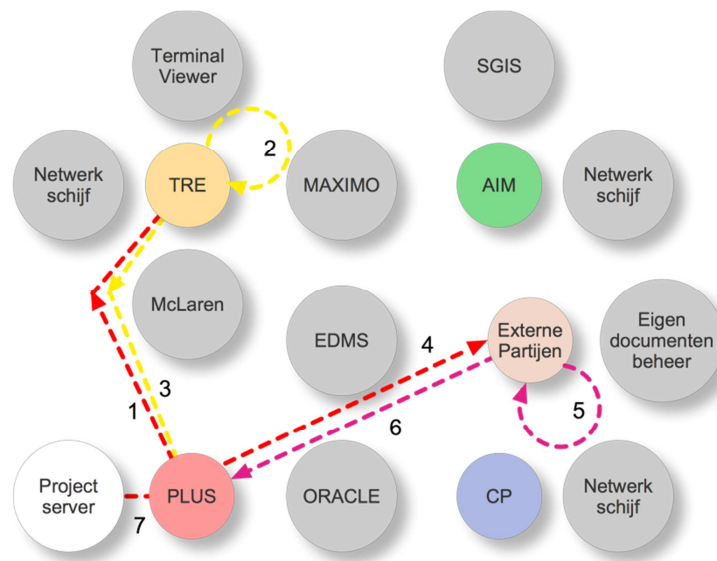 Terminal
Viewer
SGIS
2
Netwerk
schijf
TRE
MAXIMO
AIM
Netwerk
schijf
McLaren
EDMS
4
Externe
Partijen
Eigen
documenten
beheer
3
1
6
5
Project
server
7
PLUS
ORACLE
CP
Netwerk
schijf